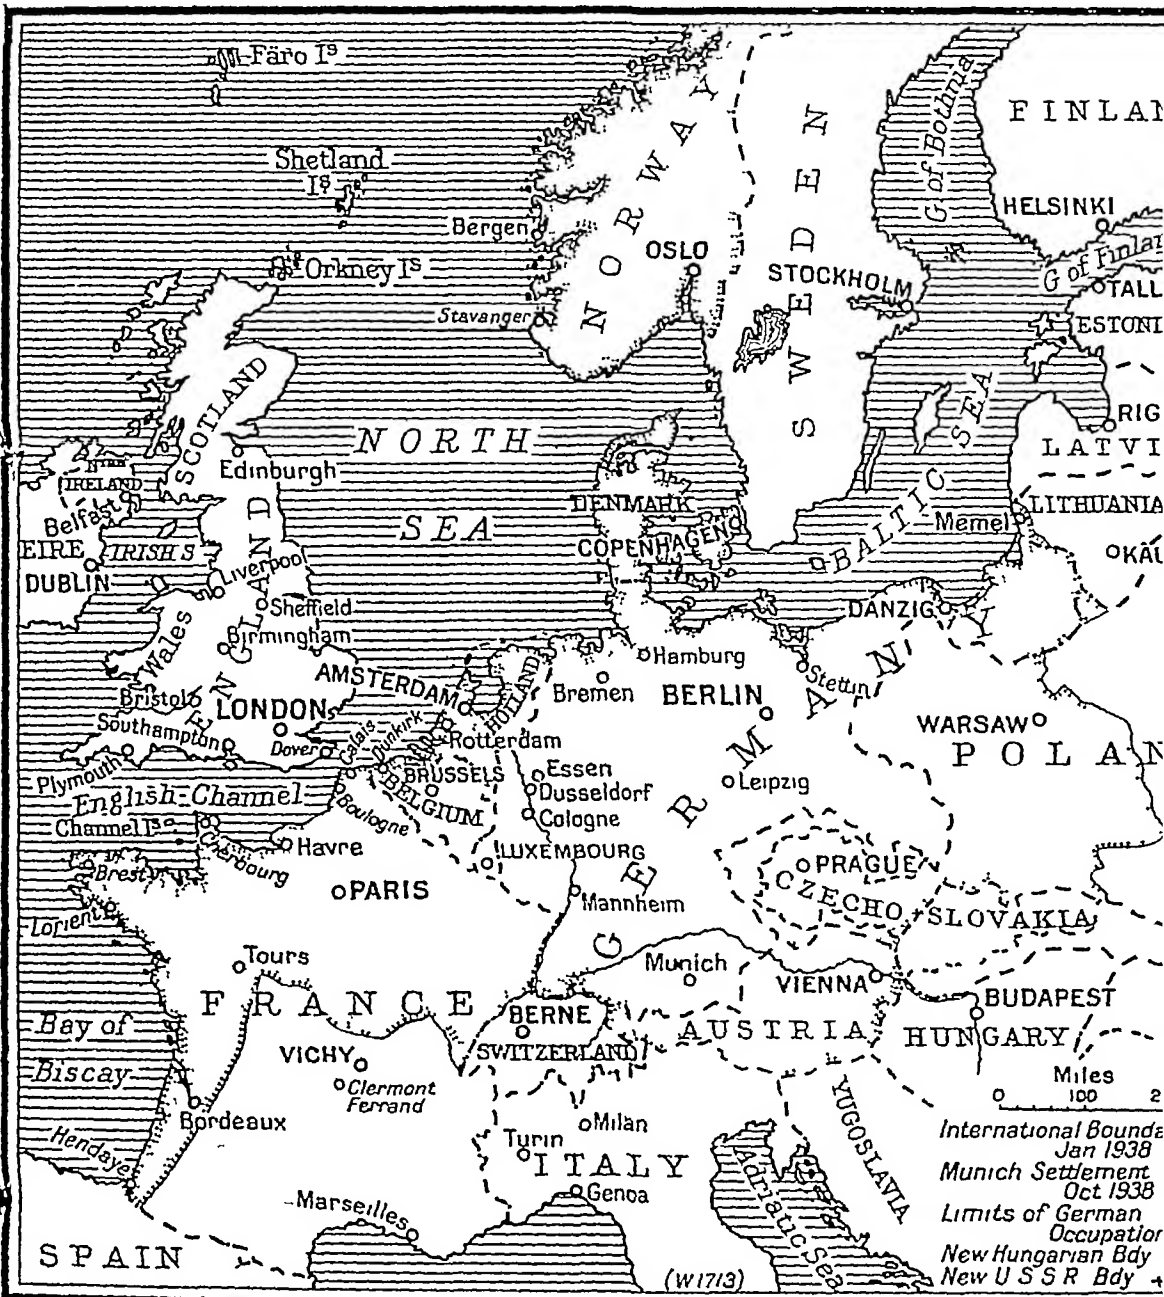 Färo Is
Shetland
Is
Orkney Is
Bergen
Stavanger
NORWAY
OSLO
SWEDEN
STOCKHOLM
G of Bothnia
FINLAN
HELSINKI
G of Finlan
TALL
ESTONI
RIG
LATVI
LITHUANIA
Memel
KÄU
BALTIC SEA
NORTH
SEA
SCOTLAND
Edinburgh
Nthn
IRELAND
Belfast
EIRE
IRISH S
DUBLIN
Liverpool
ENGLAND
Sheffield
Birmingham
Wales
Bristol
LONDON
Southampton
Dover
Plymouth
English Channel
Channel Is
DENMARK
COPENHAGEN
DANZIG
Hamburg
Stettin
Bremen
BERLIN
AMSTERDAM
HOLLAND
Rotterdam
Calais
Dunkirk
BRUSSELS
BELGIUM
Boulogne
Essen
Dusseldorf
Cologne
Leipzig
GERMANY
WARSAW
POLAN
Cherbourg
Havre
Brest
Lorient
LUXEMBOURG
PARIS
Mannheim
PRAGUE
CZECHO SLOVAKIA
Tours
FRANCE
Munich
VIENNA
BUDAPEST
BERNE
SWITZERLAND
AUSTRIA
HUNGARY
Bay of
Biscay
VICHY
Clermont
Ferrand
Bordeaux
Hendaye
Milan
Turin
ITALY
Genoa
Marseilles
SPAIN
YUGOSLAVIA
Adriatic Sea
Miles
0 100 2
International Bounda
Jan 1938
Munich Settlement
Oct 1938
Limits of German
Occupation
New Hungarian Bdy
New U S S R Bdy +
(W1713)